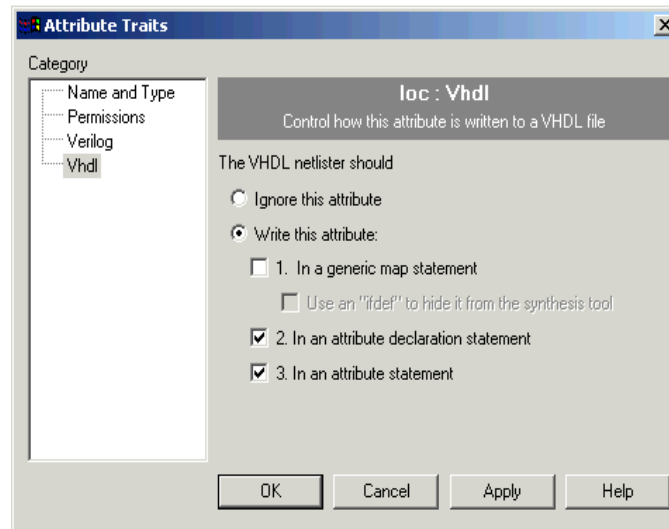 Attribute Traits
Category
Name and Type
Permissions
Verilog
Vhdl
loc : Vhdl
Control how this attribute is written to a VHDL file
The VHDL netlister should
Ignore this attribute
Write this attribute:
1. In a generic map statement
Use an "ifdef" to hide it from the synthesis tool
2. In an attribute declaration statement
3. In an attribute statement
OK Cancel Apply Help